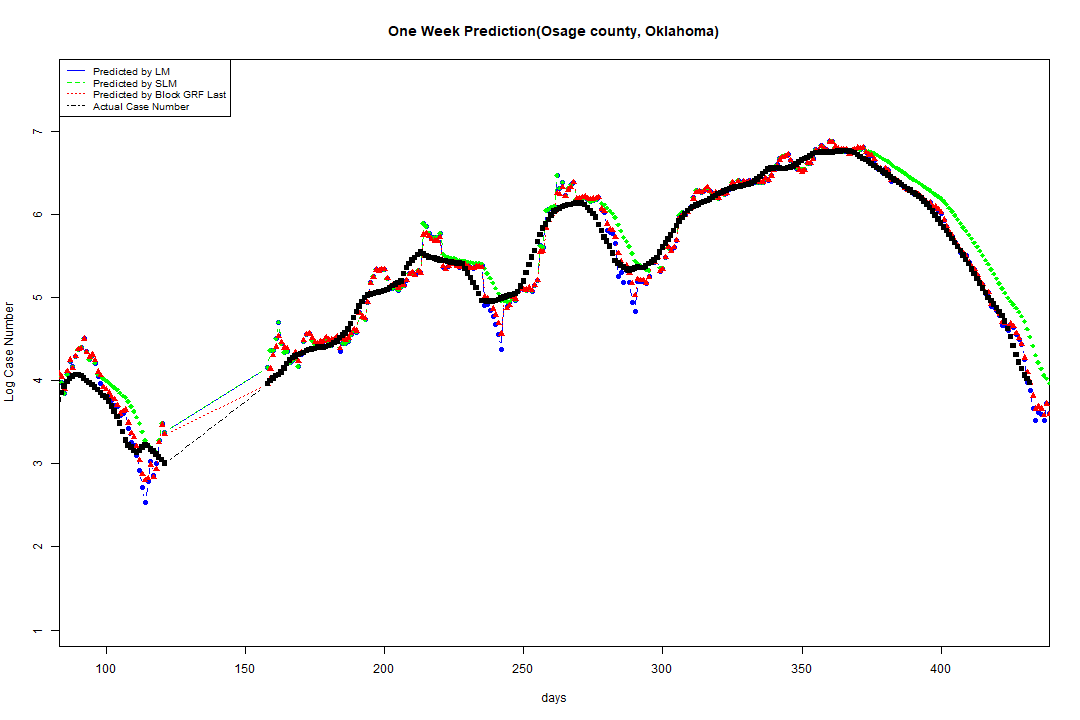 One Week Prediction(Osage county, Oklahoma)
Predicted by LM
Predicted by SLM
Predicted by Block GRF Last
Actual Case Number
Log Case Number
7
6
5
4
3
2
1
100 150 200 250 300 350 400
days